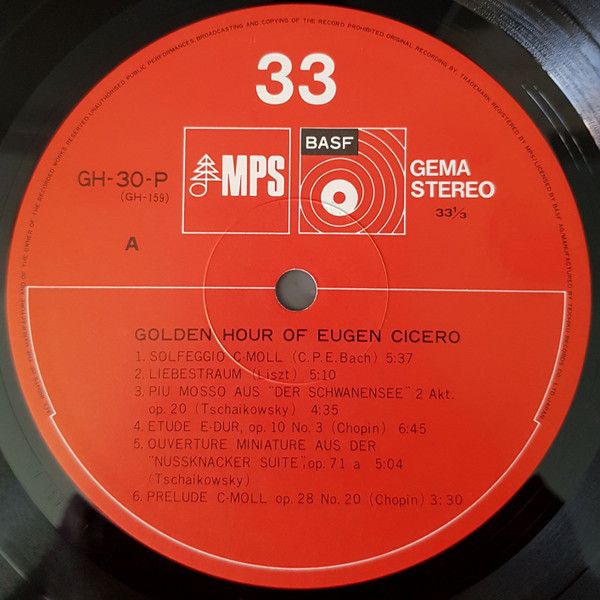 33
MPS
BASF
GEMA
STEREO
33⅓
GH-30-P
(GH-159)
A
GOLDEN HOUR OF EUGEN CICERO
1. SOLFEGGIO C-MOLL (C.P.E.Bach) 5:37
2. LIEBESTRAUM (Liszt) 5:10
3. PIU MOSSO AUS "DER SCHWANENSEE" 2 Akt.
op. 20 (Tschaikowsky) 4:35
4. ETUDE E-DUR, op. 10 No. 3 (Chopin) 6:45
5. OUVERTURE MINIATURE AUS DER
"NUSSKNACKER SUITE", op. 71 a 5:04
(Tschaikowsky)
6. PRELUDE C-MOLL op. 28 No. 20 (Chopin) 3:30